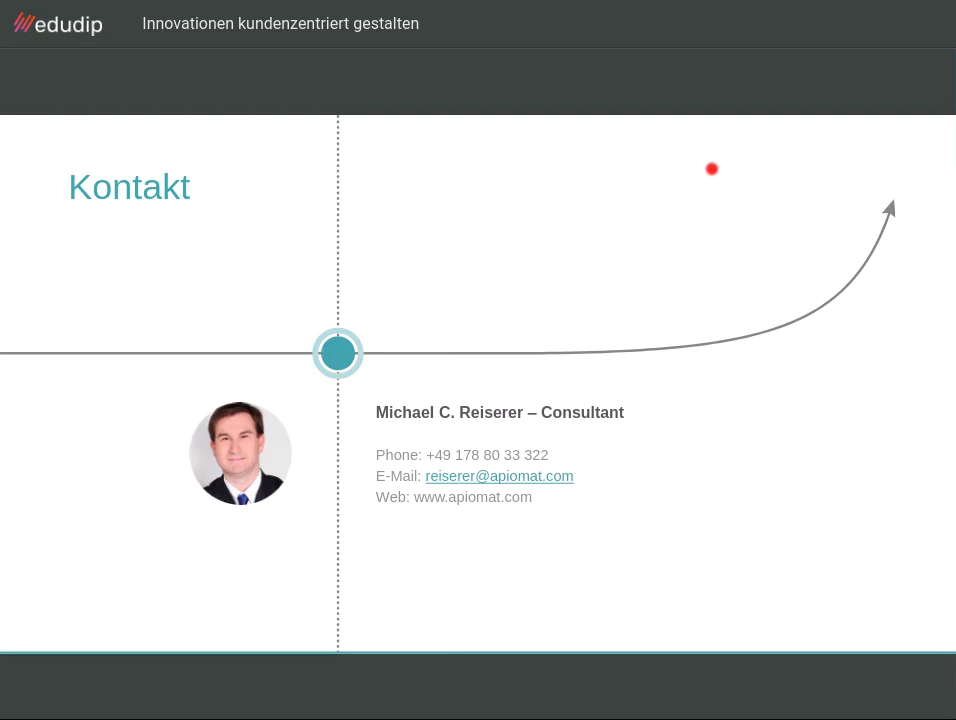 edudip
Innovationen kundenzentriert gestalten
Kontakt
Michael C. Reiserer – Consultant
Phone: +49 178 80 33 322
E-Mail: reiserer@apiomat.com
Web: www.apiomat.com